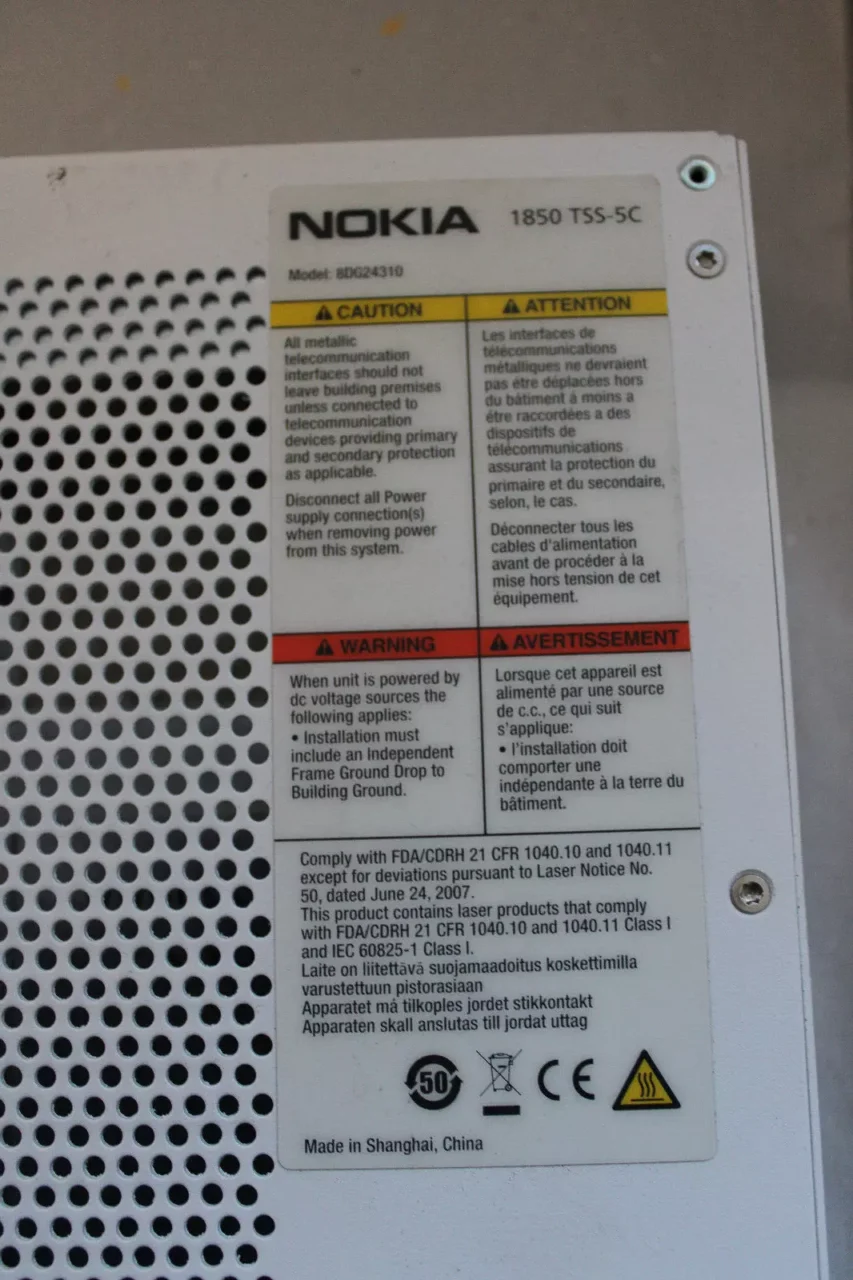 NOKIA 1850 TSS-5C
Model: 8DG24310
CAUTION
All metallic
telecommunication
interfaces should not
leave building premises
unless connected to
telecommunication
devices providing primary
and secondary protection
as applicable.
Disconnect all Power
supply connection(s)
when removing power
from this system.
ATTENTION
Les interfaces de
télécommunications
métalliques ne devraient
pas étre déplacées hors
du bâtiment à moins a
étre raccordées a des
dispositifs de
télécommunications
assurant la protection du
primaire et du secondaire,
selon, le cas.
Déconnecter tous les
cables d'alimentation
avant de procéder à la
mise hors tension de cet
équipement.
WARNING
When unit is powered by
dc voltage sources the
following applies:
• Installation must
include an Independent
Frame Ground Drop to
Building Ground.
AVERTISSEMENT
Lorsque cet appareil est
alimenté par une source
de c.c., ce qui suit
s'applique:
• l'installation doit
comporter une
indépendante à la terre du
bâtiment.
Comply with FDA/CDRH 21 CFR 1040.10 and 1040.11
except for deviations pursuant to Laser Notice No.
50, dated June 24, 2007.
This product contains laser products that comply
with FDA/CDRH 21 CFR 1040.10 and 1040.11 Class I
and IEC 60825-1 Class I.
Laite on liitettävä suojamaadoitus koskettimilla
varustettuun pistorasiaan
Apparatet må tilkoples jordet stikkontakt
Apparaten skall anslutas till jordat uttag
50 CE
Made in Shanghai, China